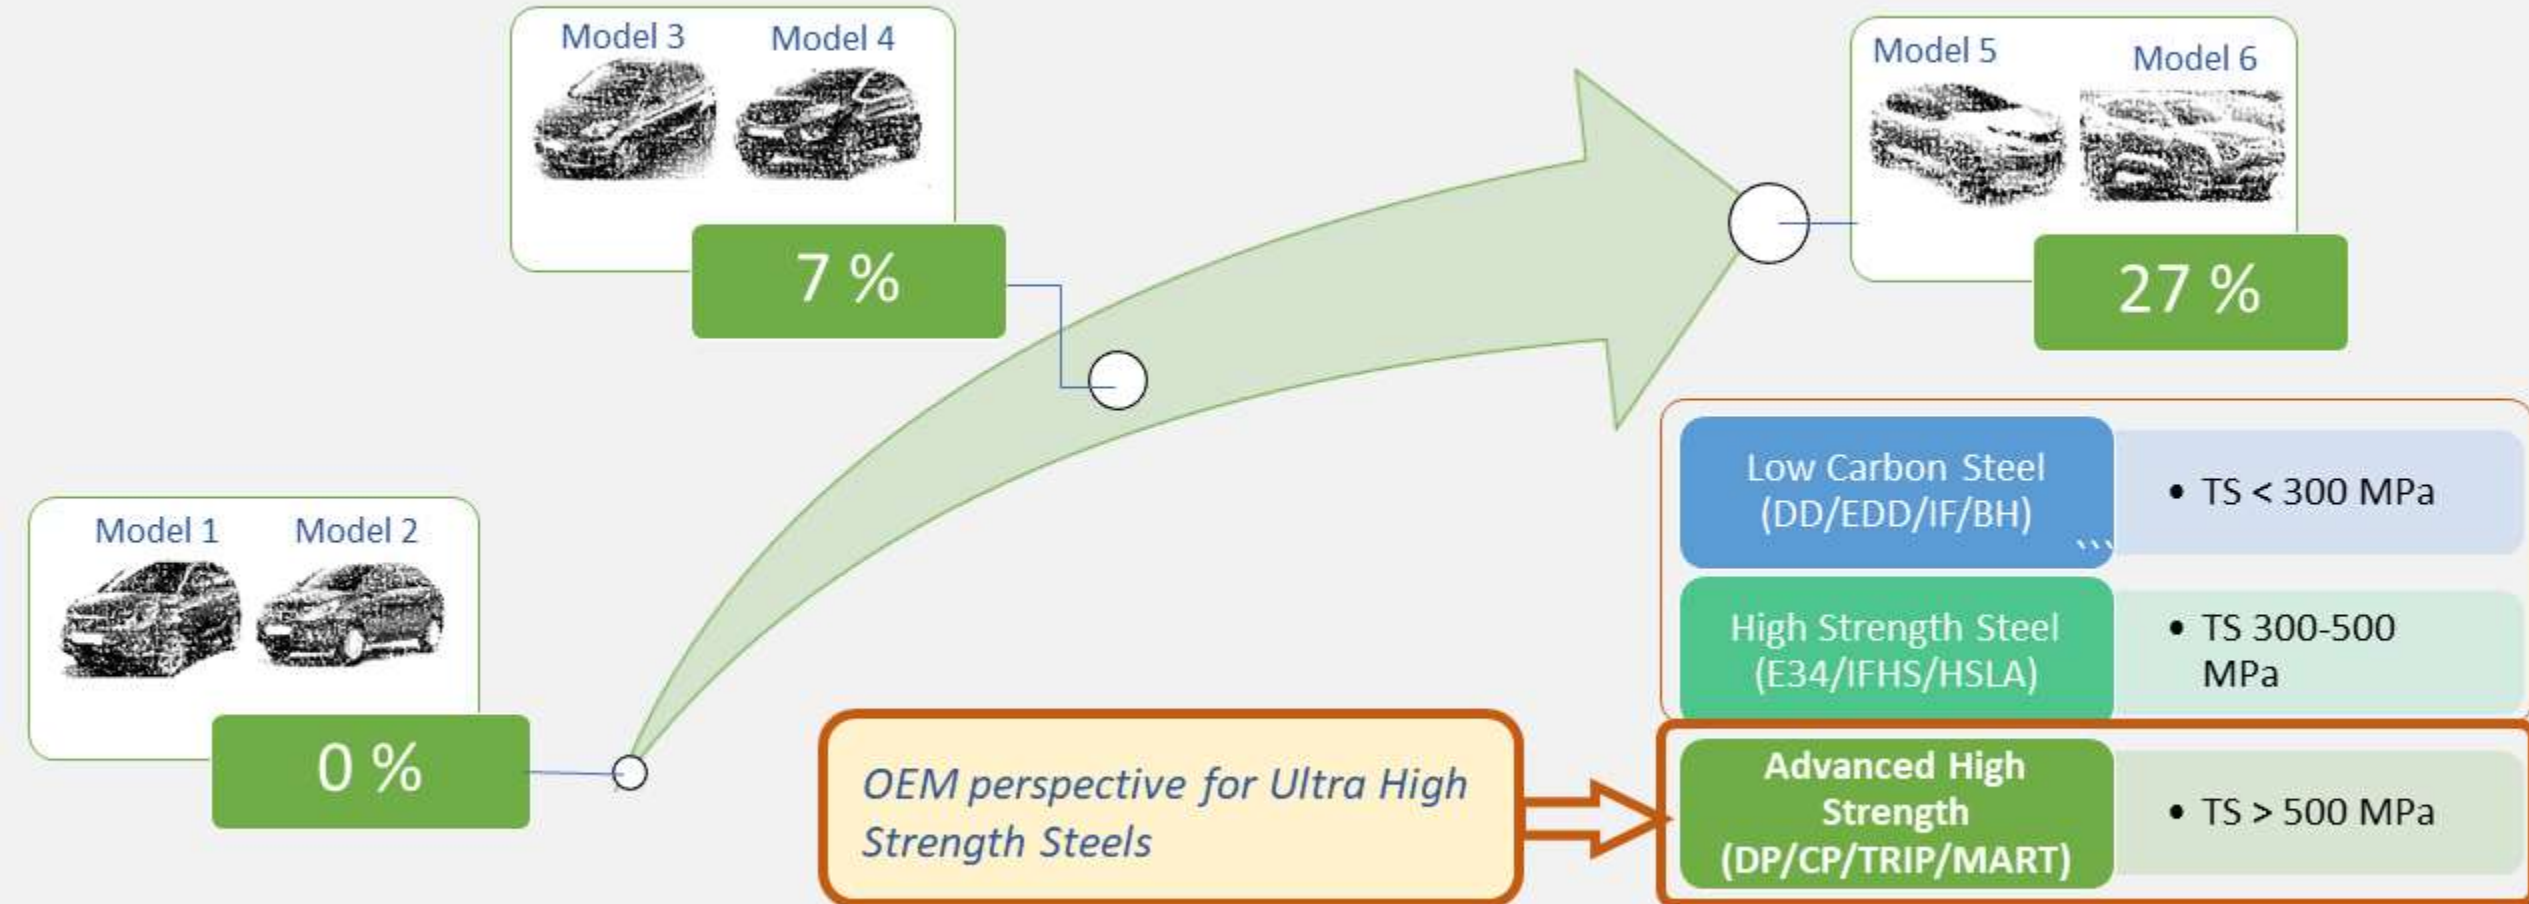 Model 3 Model 4
7 %
Model 5 Model 6
27 %
Model 1 Model 2
0 %
Low Carbon Steel
(DD/EDD/IF/BH)
```
• TS < 300 MPa
High Strength Steel
(E34/IFHS/HSLA)
• TS 300-500
MPa
OEM perspective for Ultra High
Strength Steels
Advanced High
Strength
(DP/CP/TRIP/MART)
• TS > 500 MPa